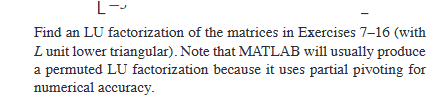 Find an LU factorization of the matrices in Exercises 7–16 (with
L unit lower triangular). Note that MATLAB will usually produce
a permuted LU factorization because it uses partial pivoting for
numerical accuracy.